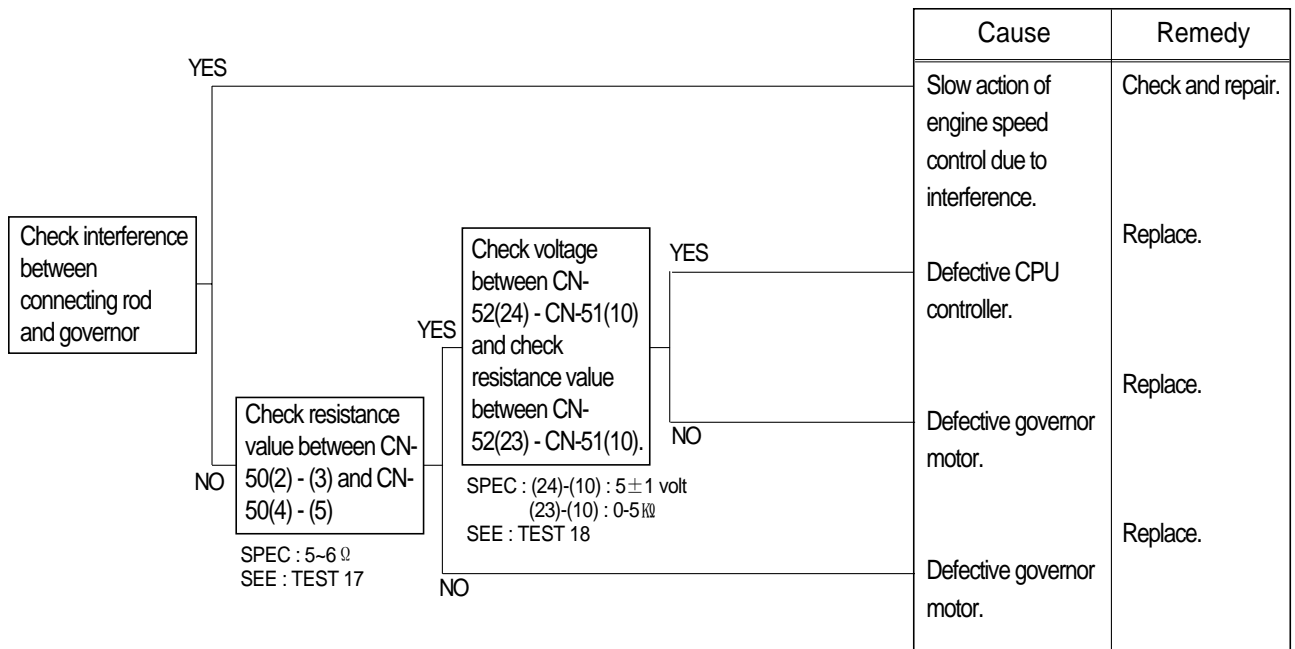 Cause
Remedy
YES
Slow action of
engine speed
control due to
interference.
Check and repair.
Check interference
between
connecting rod
and governor
Check voltage
between CN-
52(24) - CN-51(10)
and check
resistance value
between CN-
52(23) - CN-51(10).
YES
YES
Defective CPU
controller.
Replace.
Check resistance
value between CN-
50(2) - (3) and CN-
50(4) - (5)
NO
NO
Defective governor
motor.
Replace.
SPEC : (24)-(10) : 5±1 volt
(23)-(10) : 0-5㏀
SEE : TEST 18
SPEC : 5~6 Ω
SEE : TEST 17
NO
Defective governor
motor.
Replace.